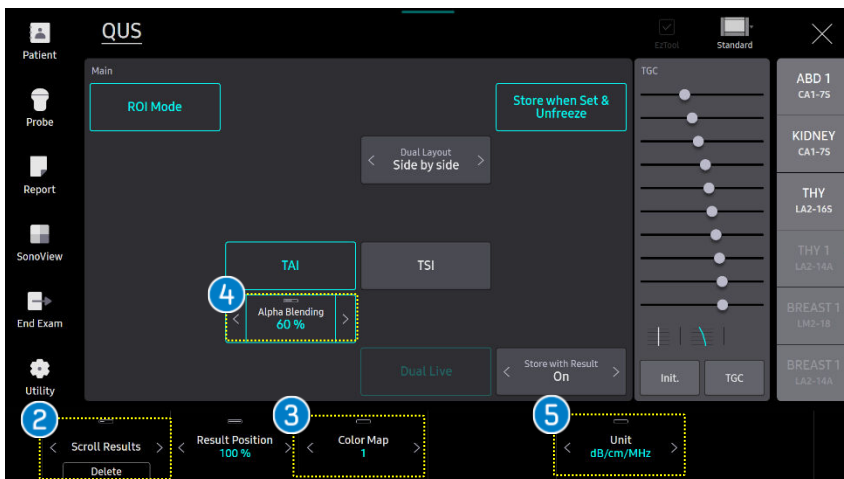 QUS
EzTool
Standard
Patient
Probe
Report
SonoView
End Exam
Utility
Main
ROI Mode
Store when Set &
Unfreeze
Dual Layout
< Side by side >
TAI
TSI
4
Alpha Blending
< 60 % >
Dual Live
Store with Result
< On >
TGC
Init.
TGC
ABD 1
CA1-7S
KIDNEY
CA1-7S
THY
LA2-16S
THY 1
LA2-14A
BREAST 1
LM2-18
BREAST 1
LA2-14A
2
< Scroll Results >
Delete
< Result Position
100 %
3
< Color Map >
1
5
< Unit >
dB/cm/MHz